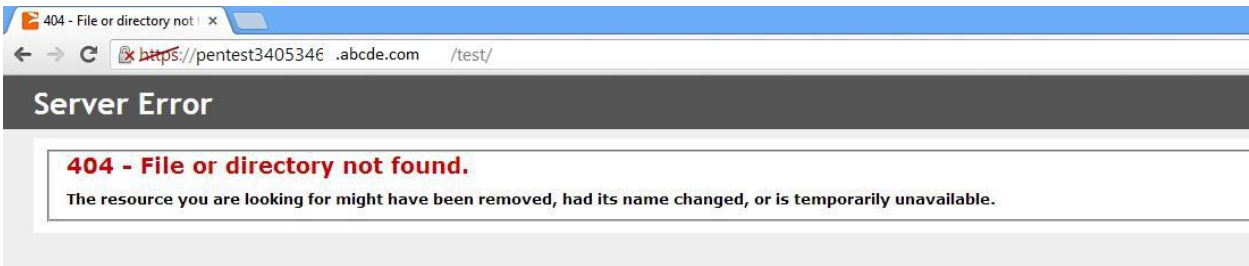 404 - File or directory not
https://pentest3405346 .abcde.com /test/
Server Error
404 - File or directory not found.
The resource you are looking for might have been removed, had its name changed, or is temporarily unavailable.